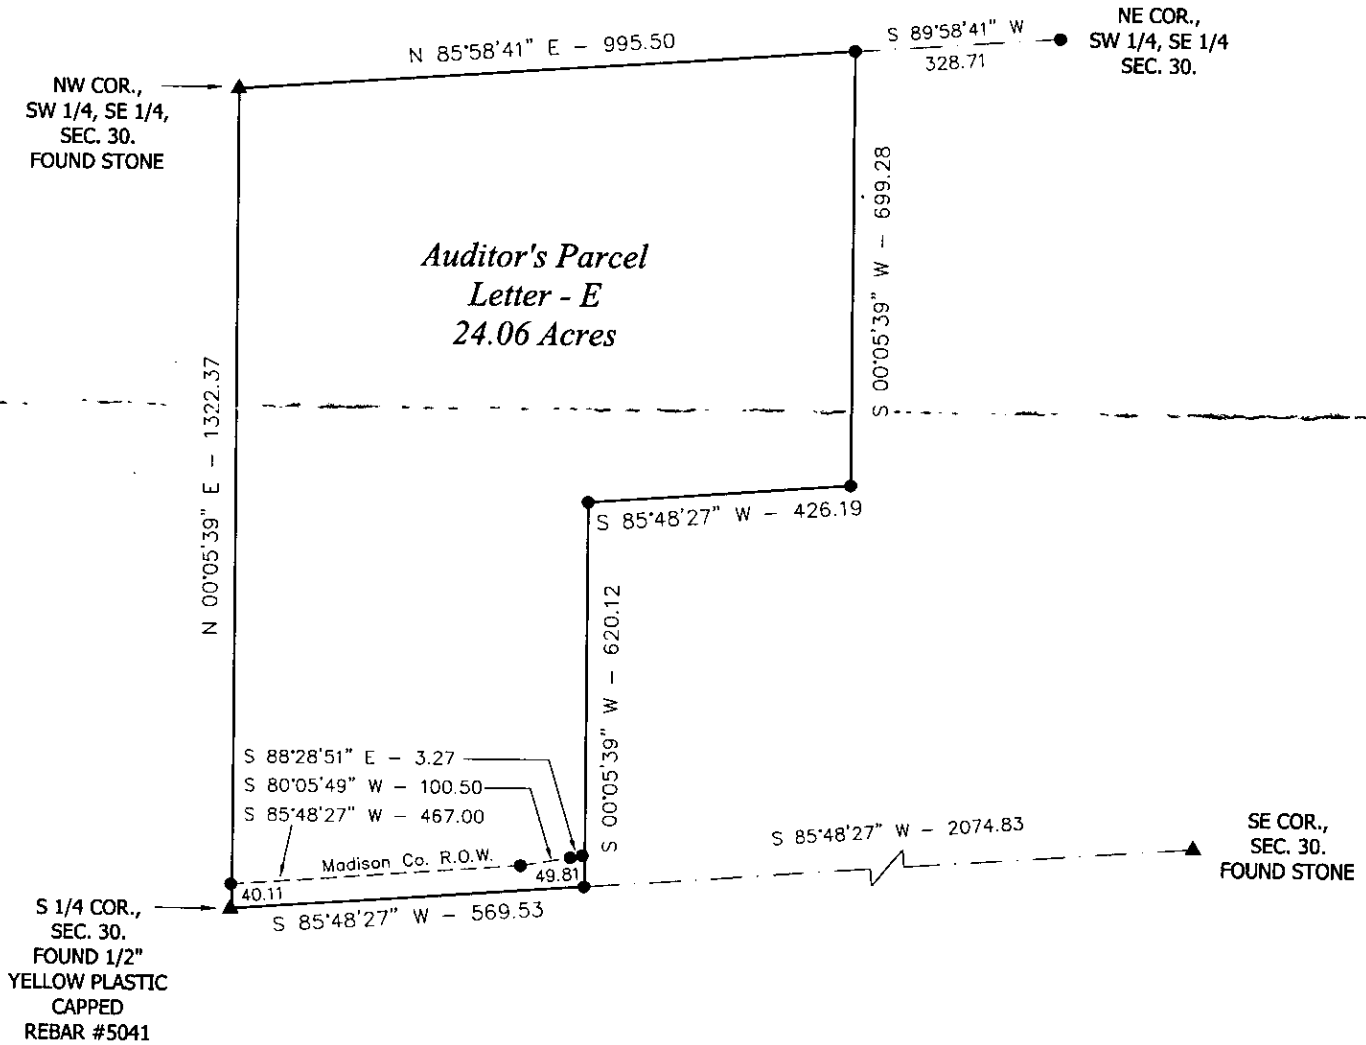 NE COR.,
SW 1/4, SE 1/4
SEC. 30.
S 89°58'41" W
328.71
N 85°58'41" E - 995.50
NW COR.,
SW 1/4, SE 1/4,
SEC. 30.
FOUND STONE
S 00°05'39" W - 699.28
Auditor's Parcel
Letter - E
24.06 Acres
N 00°05'39" E - 1322.37
S 85°48'27" W - 426.19
S 00°05'39" W - 620.12
S 88°28'51" E - 3.27
S 80°05'49" W - 100.50
S 85°48'27" W - 467.00
Madison Co. R.O.W.
40.11
49.81
S 85°48'27" W - 569.53
S 85°48'27" W - 2074.83
SE COR.,
SEC. 30.
FOUND STONE
S 1/4 COR.,
SEC. 30.
FOUND 1/2"
YELLOW PLASTIC
CAPPED
REBAR #5041